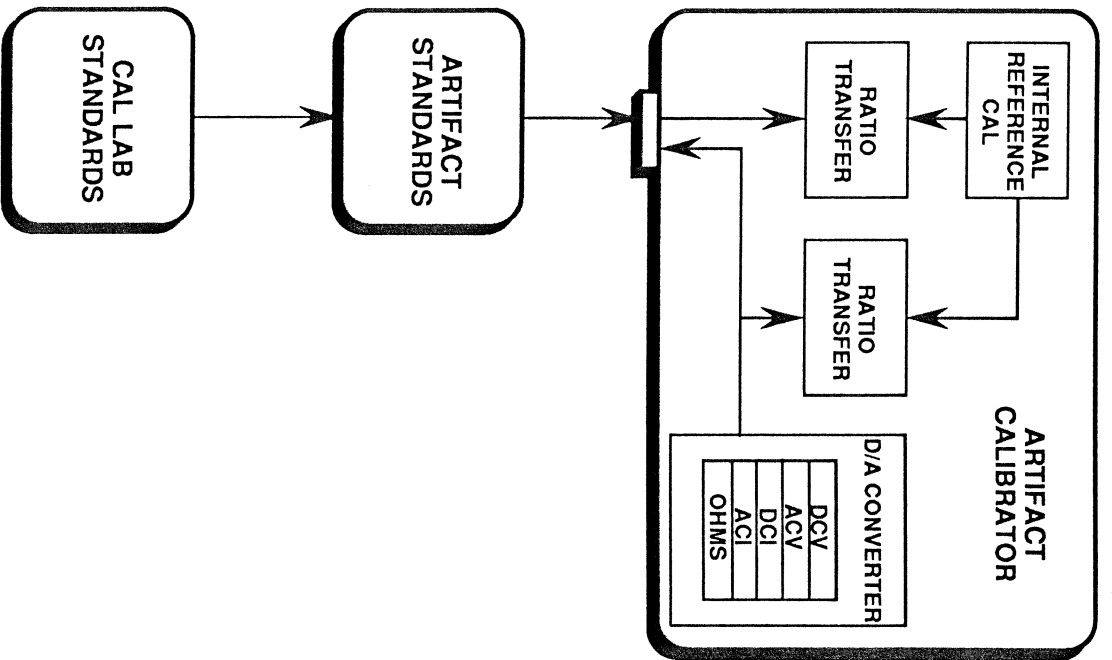 ARTIFACT
CALIBRATOR
INTERNAL
REFERENCE
CAL
RATIO
TRANSFER
RATIO
TRANSFER
D/A CONVERTER
DCV
ACV
DCI
ACI
OHMS
ARTIFACT
STANDARDS
CAL LAB
STANDARDS